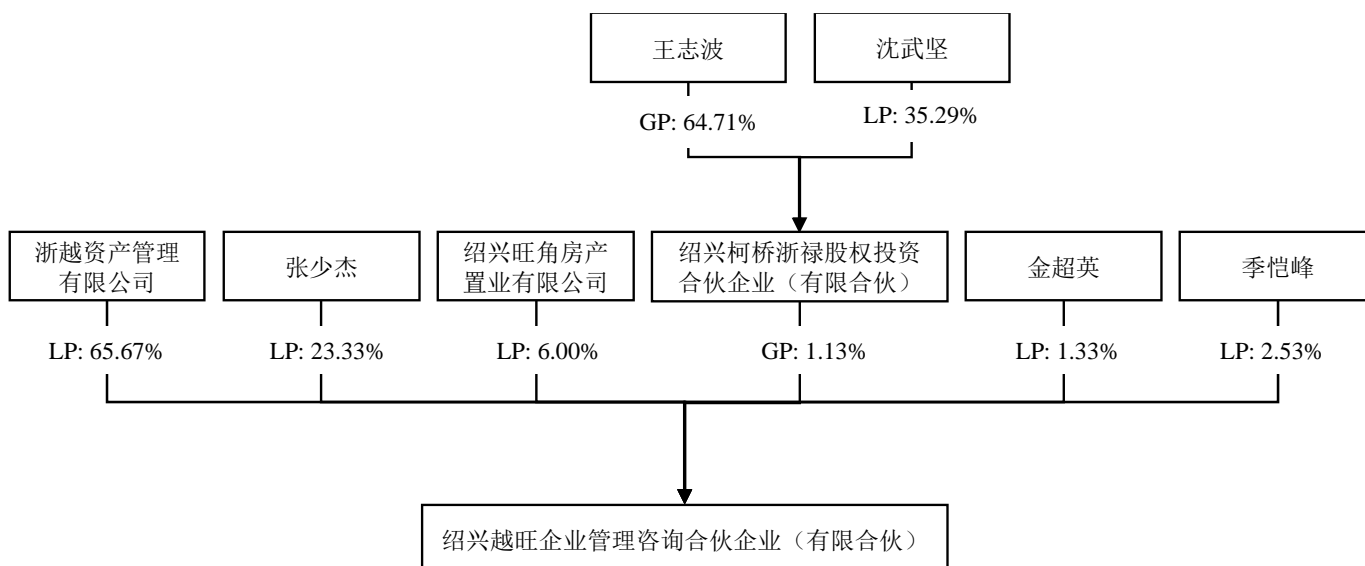 王志波
沈武坚
GP: 64.71%
LP: 35.29%
浙越资产管理
有限公司
张少杰
绍兴旺角房产
置业有限公司
绍兴柯桥浙禄股权投资
合伙企业（有限合伙）
金超英
季恺峰
LP: 65.67%
LP: 23.33%
LP: 6.00%
GP: 1.13%
LP: 1.33%
LP: 2.53%
绍兴越旺企业管理咨询合伙企业（有限合伙）